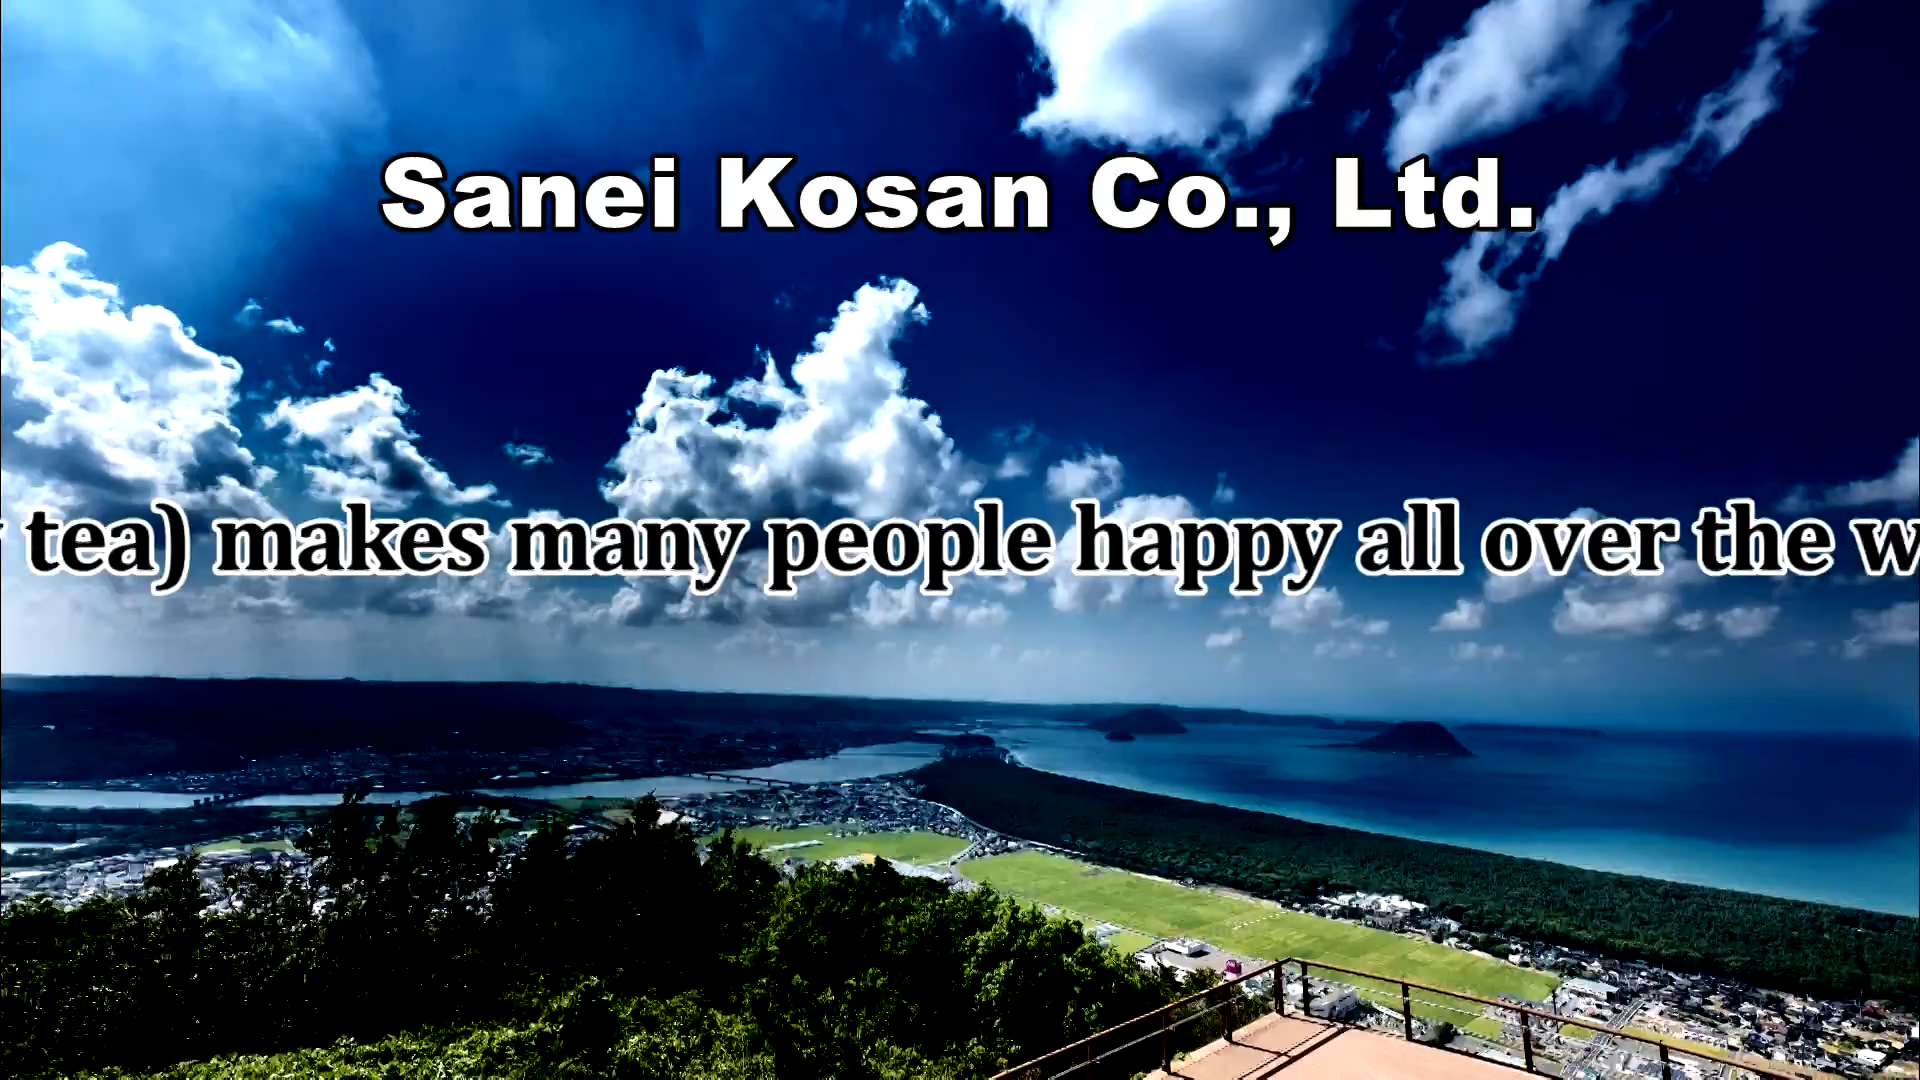 Sanei Kosan Co., Ltd.
tea) makes many people happy all over the